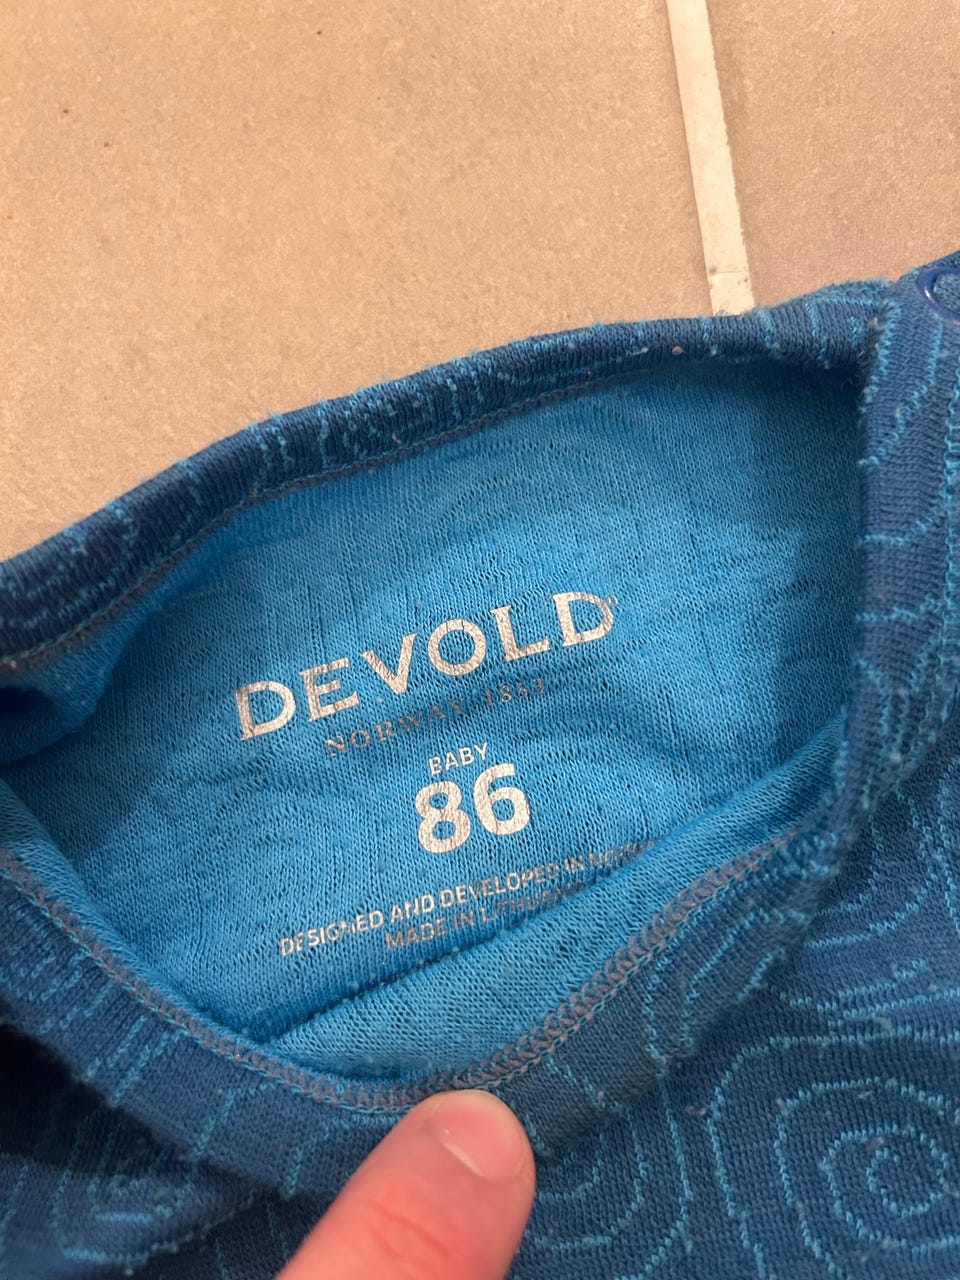 DEVOLD®
NORWAY 1853
BABY
86
DESIGNED AND DEVELOPED IN
MADE IN